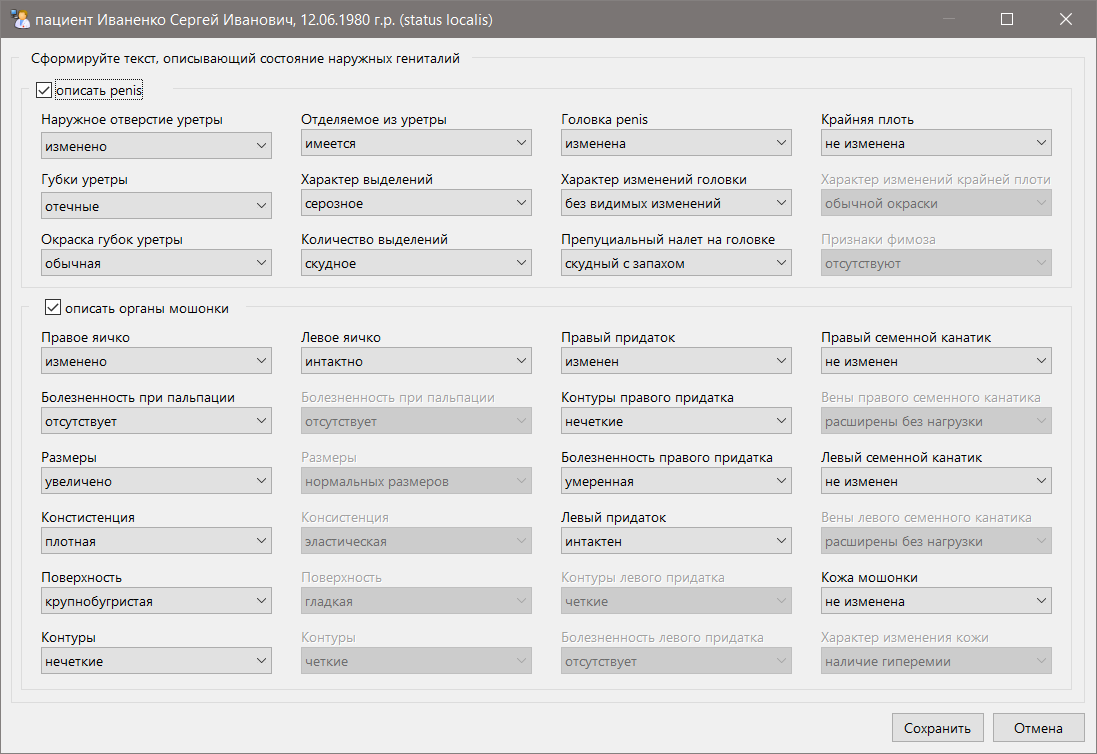 пациент Иваненко Сергей Иванович, 12.06.1980 г.р. (status localis)
Сформируйте текст, описывающий состояние наружных гениталий
описать penis
Наружное отверстие уретры Отделяемое из уретры Головка penis Крайняя плоть
изменено имеется изменена не изменена
Губки уретры Характер выделений Характер изменений головки Характер изменений крайней плоти
отечные серозное без видимых изменений обычной окраски
Окраска губок уретры Количество выделений Препуциальный налет на головке Признаки фимоза
обычная скудное скудный с запахом отсутствуют
описать органы мошонки
Правое яичко Левое яичко Правый придаток Правый семенной канатик
изменено интактно изменен не изменен
Болезненность при пальпации Болезненность при пальпации Контуры правого придатка Вены правого семенного канатика
отсутствует отсутствует нечеткие расширены без нагрузки
Размеры Размеры Болезненность правого придатка Левый семенной канатик
увеличено нормальных размеров умеренная не изменен
Констистенция Консистенция Левый придаток Вены левого семенного канатика
плотная эластическая интактен расширены без нагрузки
Поверхность Поверхность Контуры левого придатка Кожа мошонки
крупнобугристая гладкая четкие не изменена
Контуры Контуры Болезненность левого придатка Характер изменения кожи
нечеткие четкие отсутствует наличие гиперемии
Сохранить Отмена